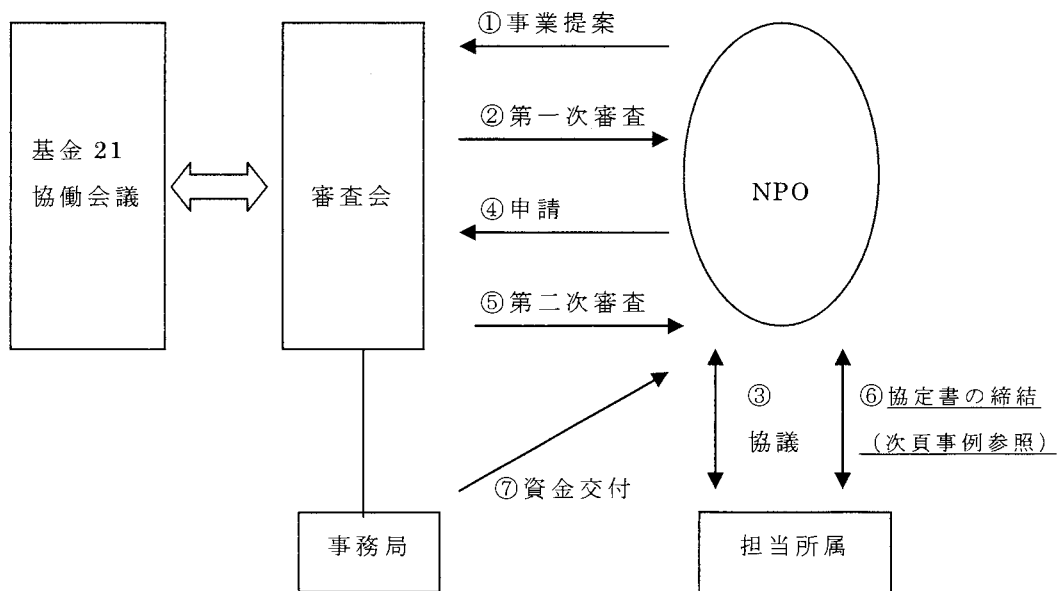 ①事業提案
②第一次審査
基金 21
協働会議
審査会
NPO
④申請
⑤第二次審査
③
協議
⑥協定書の締結
（次頁事例参照）
⑦資金交付
事務局
担当所属